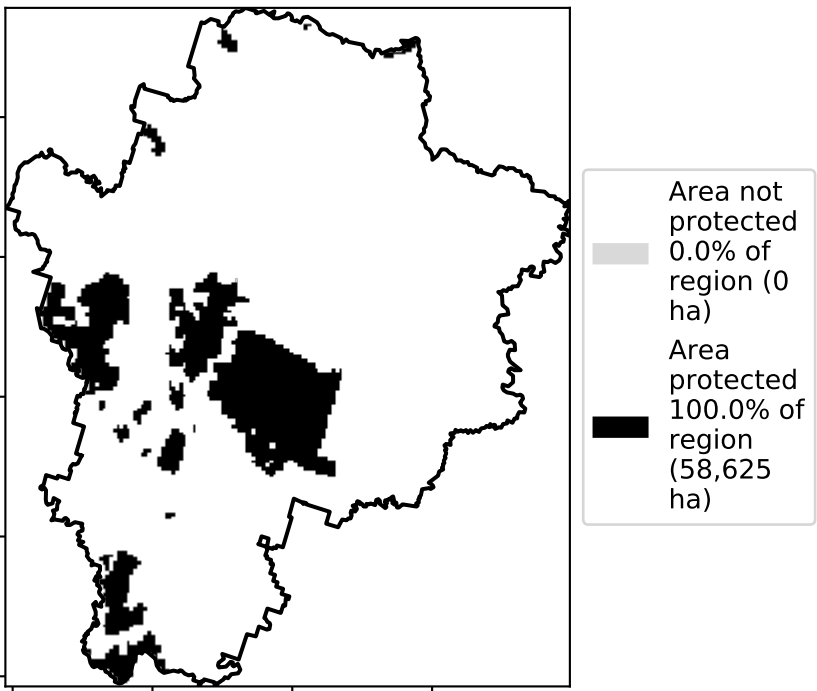 Area not
protected
0.0% of
region (0
ha)
Area
protected
100.0% of
region
(58,625
ha)